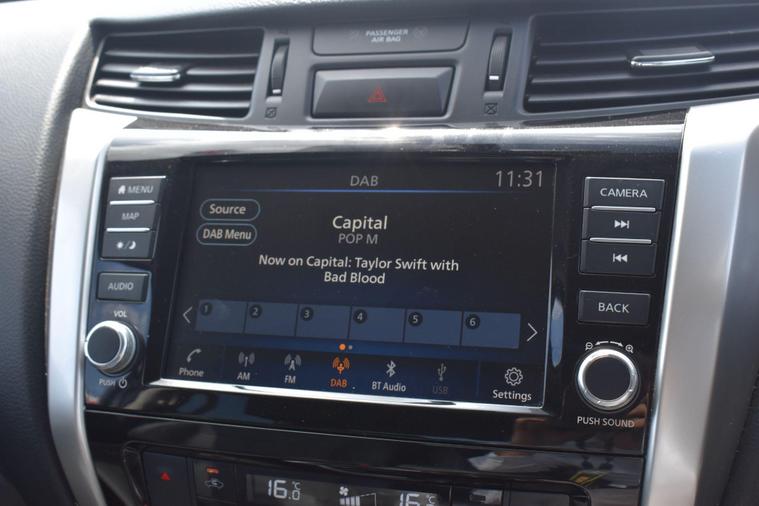 PASSENGER
AIR BAG
DAB
11:31
MENU
MAP
AUDIO
VOL
PUSH
Source
DAB Menu
Capital
POP M
Now on Capital: Taylor Swift with
Bad Blood
1 2 3 4 5 6
Phone
AM
FM
DAB
BT Audio
USB
Settings
CAMERA
BACK
PUSH SOUND
16.0°C
16°C